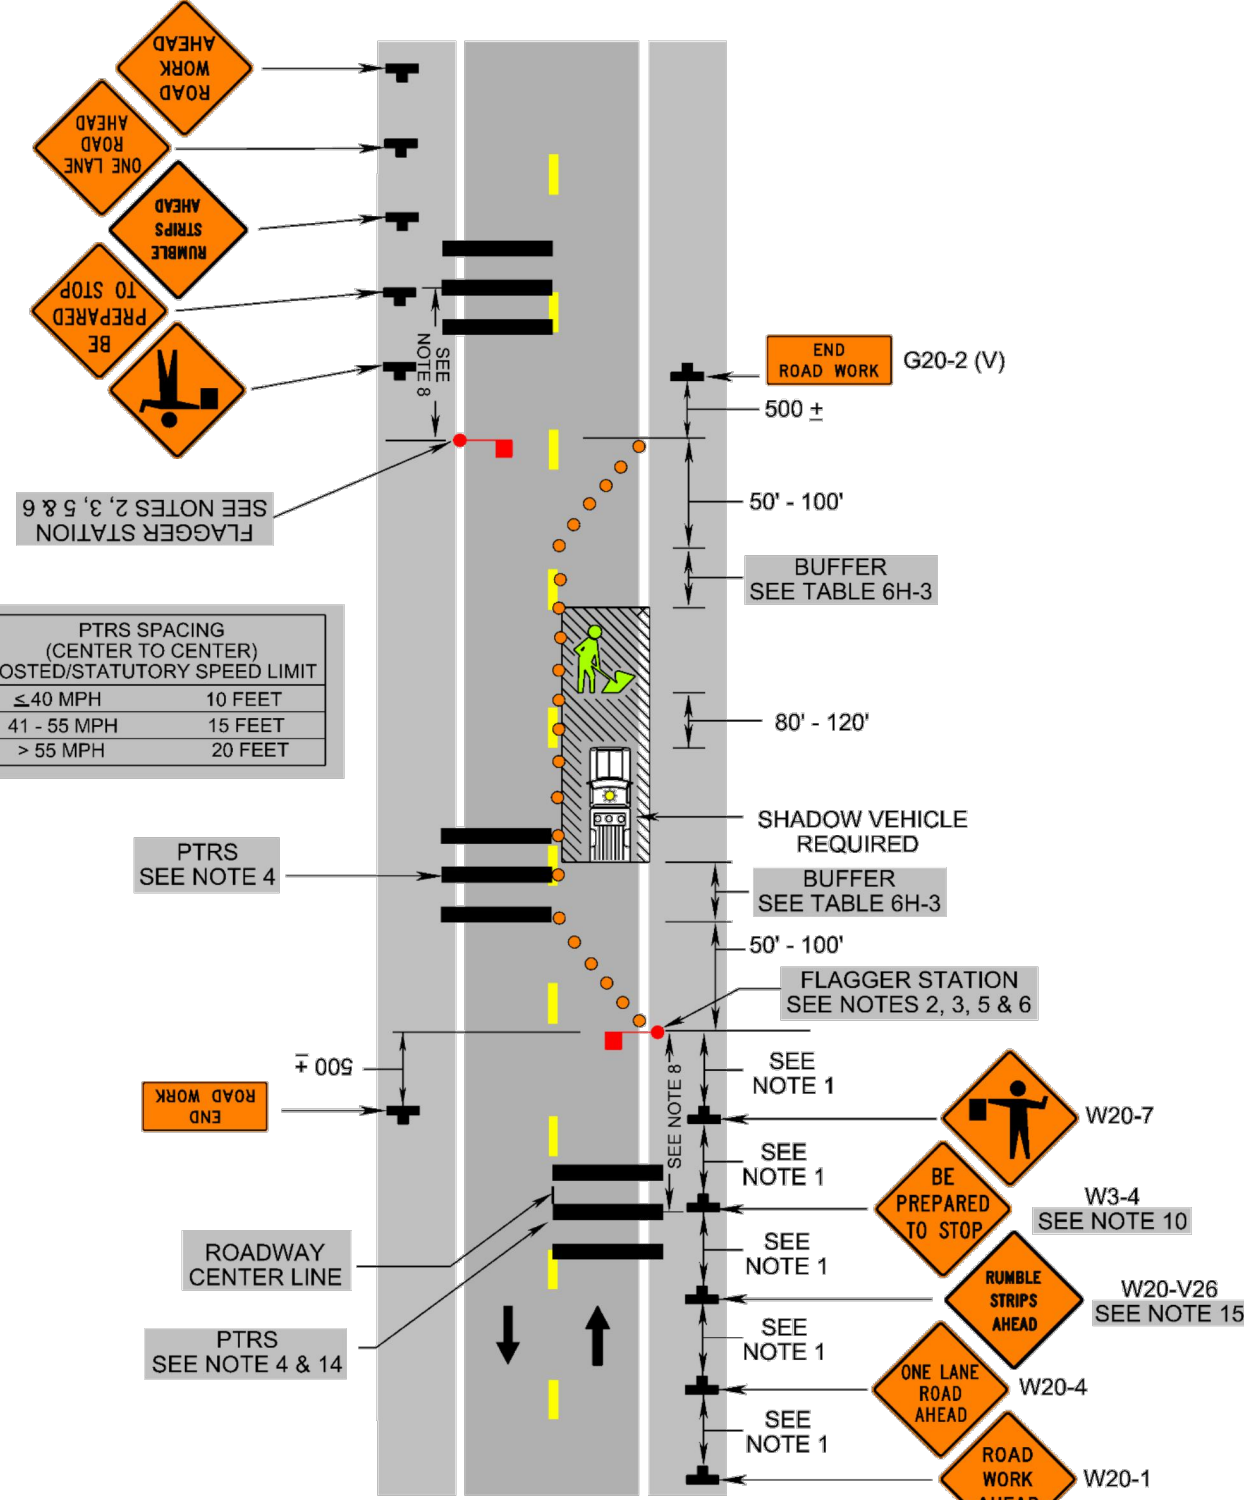 ROAD
WORK
AHEAD
ONE LANE
ROAD
AHEAD
RUMBLE
STRIPS
AHEAD
BE
PREPARED
TO STOP
SEE
NOTE 8
END
ROAD WORK
G20-2 (V)
500 ±
FLAGGER STATION
SEE NOTES 2, 3, 5 & 6
50' - 100'
BUFFER
SEE TABLE 6H-3
PTRS SPACING
(CENTER TO CENTER)
OSTED/STATUTORY SPEED LIMIT
≤40 MPH 10 FEET
41 - 55 MPH 15 FEET
> 55 MPH 20 FEET
80' - 120'
SHADOW VEHICLE
REQUIRED
PTRS
SEE NOTE 4
BUFFER
SEE TABLE 6H-3
50' - 100'
FLAGGER STATION
SEE NOTES 2, 3, 5 & 6
500 ±
END
ROAD WORK
SEE NOTE 8
SEE
NOTE 1
W20-7
SEE
NOTE 1
BE
PREPARED
TO STOP
W3-4
SEE NOTE 10
ROADWAY
CENTER LINE
SEE
NOTE 1
RUMBLE
STRIPS
AHEAD
W20-V26
SEE NOTE 15
PTRS
SEE NOTE 4 & 14
SEE
NOTE 1
ONE LANE
ROAD
AHEAD
W20-4
SEE
NOTE 1
ROAD
WORK
AHEAD
W20-1